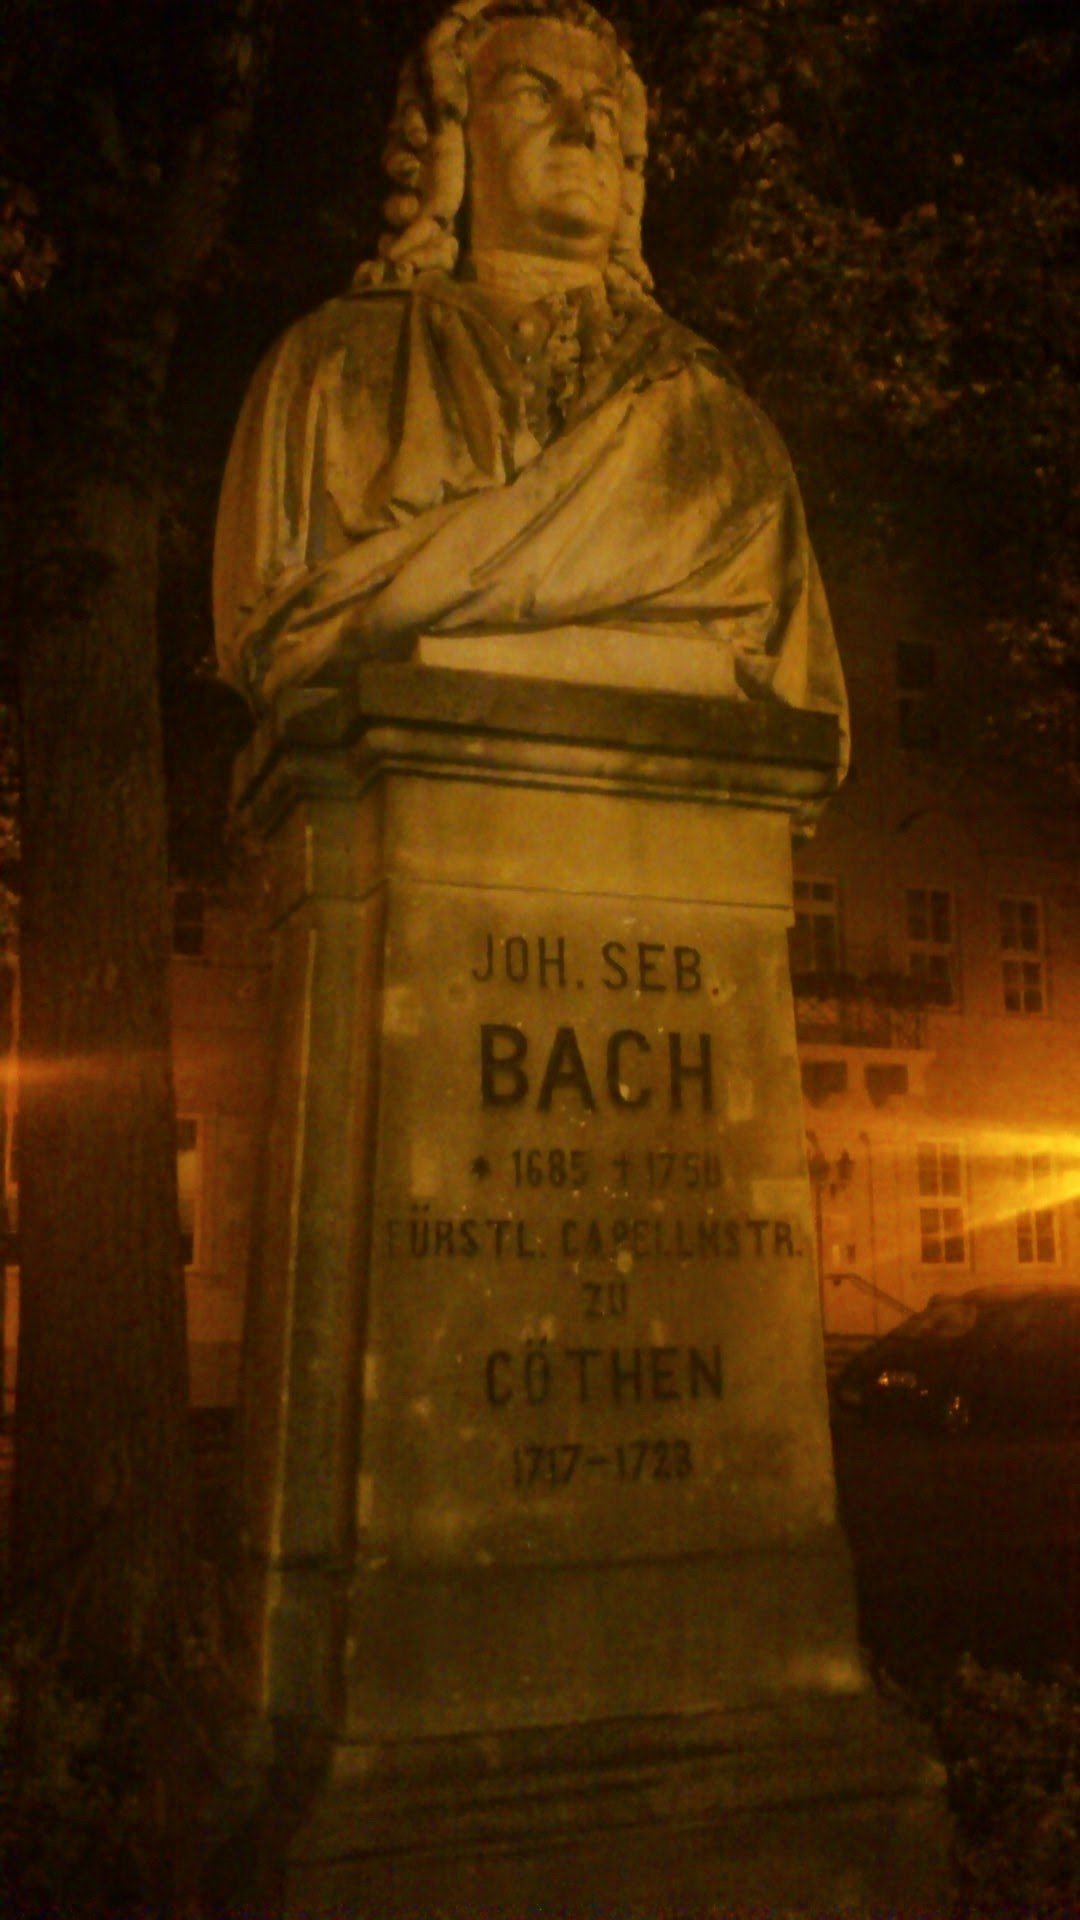 JOH. SEB.
BACH
* 1685 † 1750
FÜRSTL. CAPELLMSTR.
ZU
CÖTHEN
1717-1723